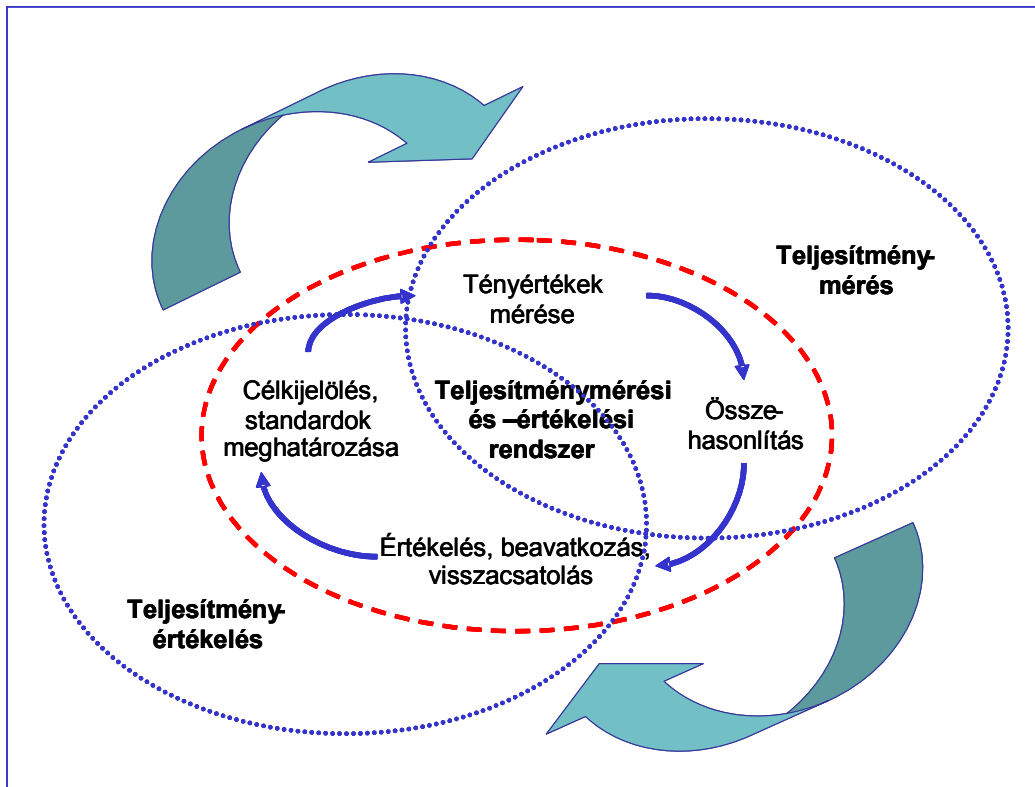 Teljesítmény-
mérés
Tényértékek
mérése
Célkijelölés,
standardok
meghatározása
Teljesítménymérési
és –értékelési
rendszer
Össze-
hasonlítás
Értékelés, beavatkozás,
visszacsatolás
Teljesítmény-
értékelés